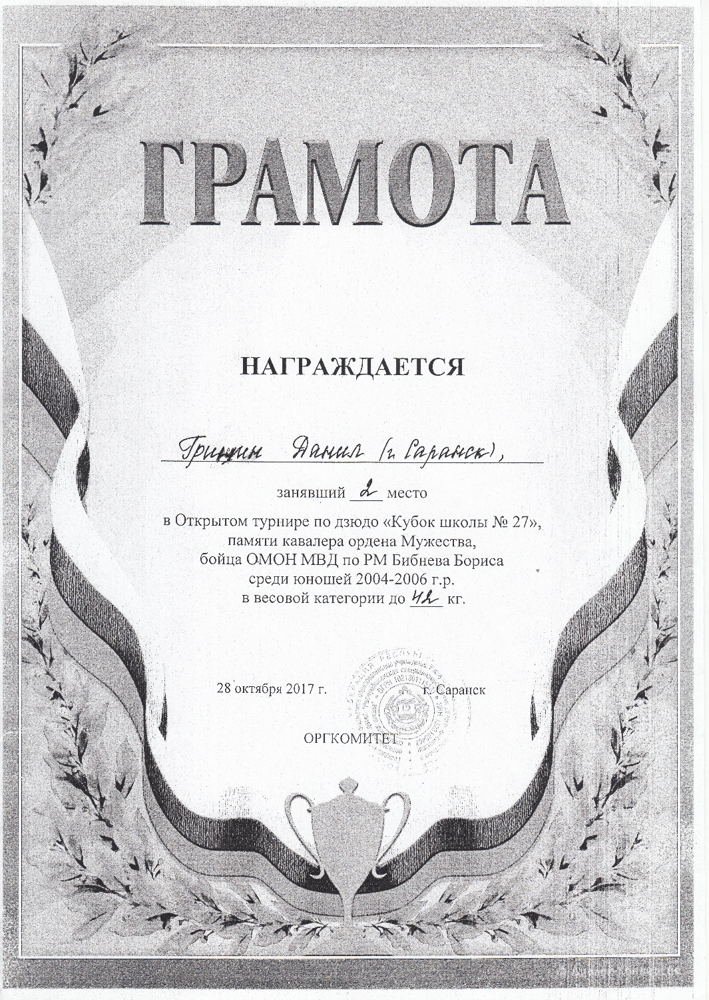 ГРАМОТА
НАГРАЖДАЕТСЯ
Данил (г. Саранск),
занявший 2 место
в Открытом турнире по дзюдо «Кубок школы № 27»,
памяти кавалера ордена Мужества,
бойца ОМОН МВД по РМ Бибнева Бориса
среди юношей 2004-2006 г.р.
в весовой категории до 42 кг.
28 октября 2017 г. г. Саранск
ОРГКОМИТЕТ